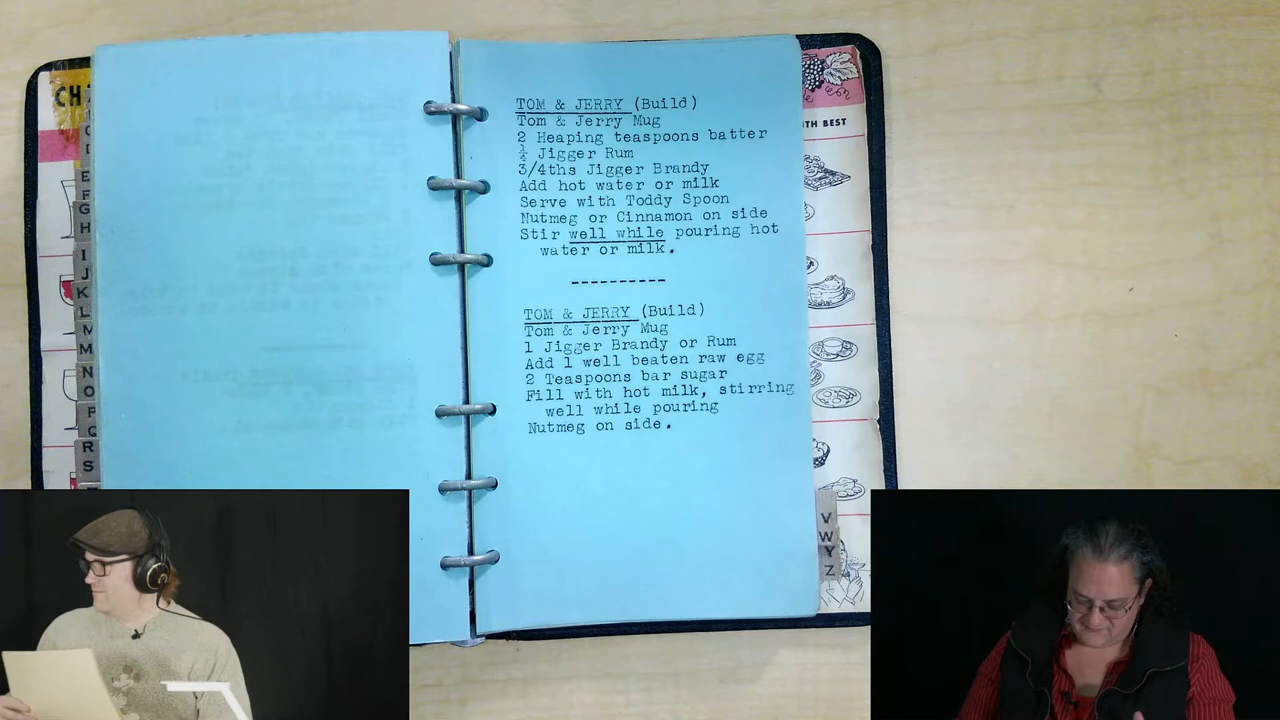 CH
C
D
E
F
G
H
I
J
K
L
M
M
N
O
P
Q
R
S
TOM & JERRY (Build)
Tom & Jerry Mug
2 Heaping teaspoons batter
Jigger Rum
3/4ths Jigger Brandy
Add hot water or milk
Serve with Toddy Spoon
Nutmeg or Cinnamon on side
Stir well while pouring hot
water or milk.
----------
TOM & JERRY (Build)
Tom & Jerry Mug
1 Jigger Brandy or Rum
Add 1 well beaten raw egg
2 Teaspoons bar sugar
Fill with hot milk, stirring
well while pouring
Nutmeg on side.
TH BEST
V
W
Y
Z